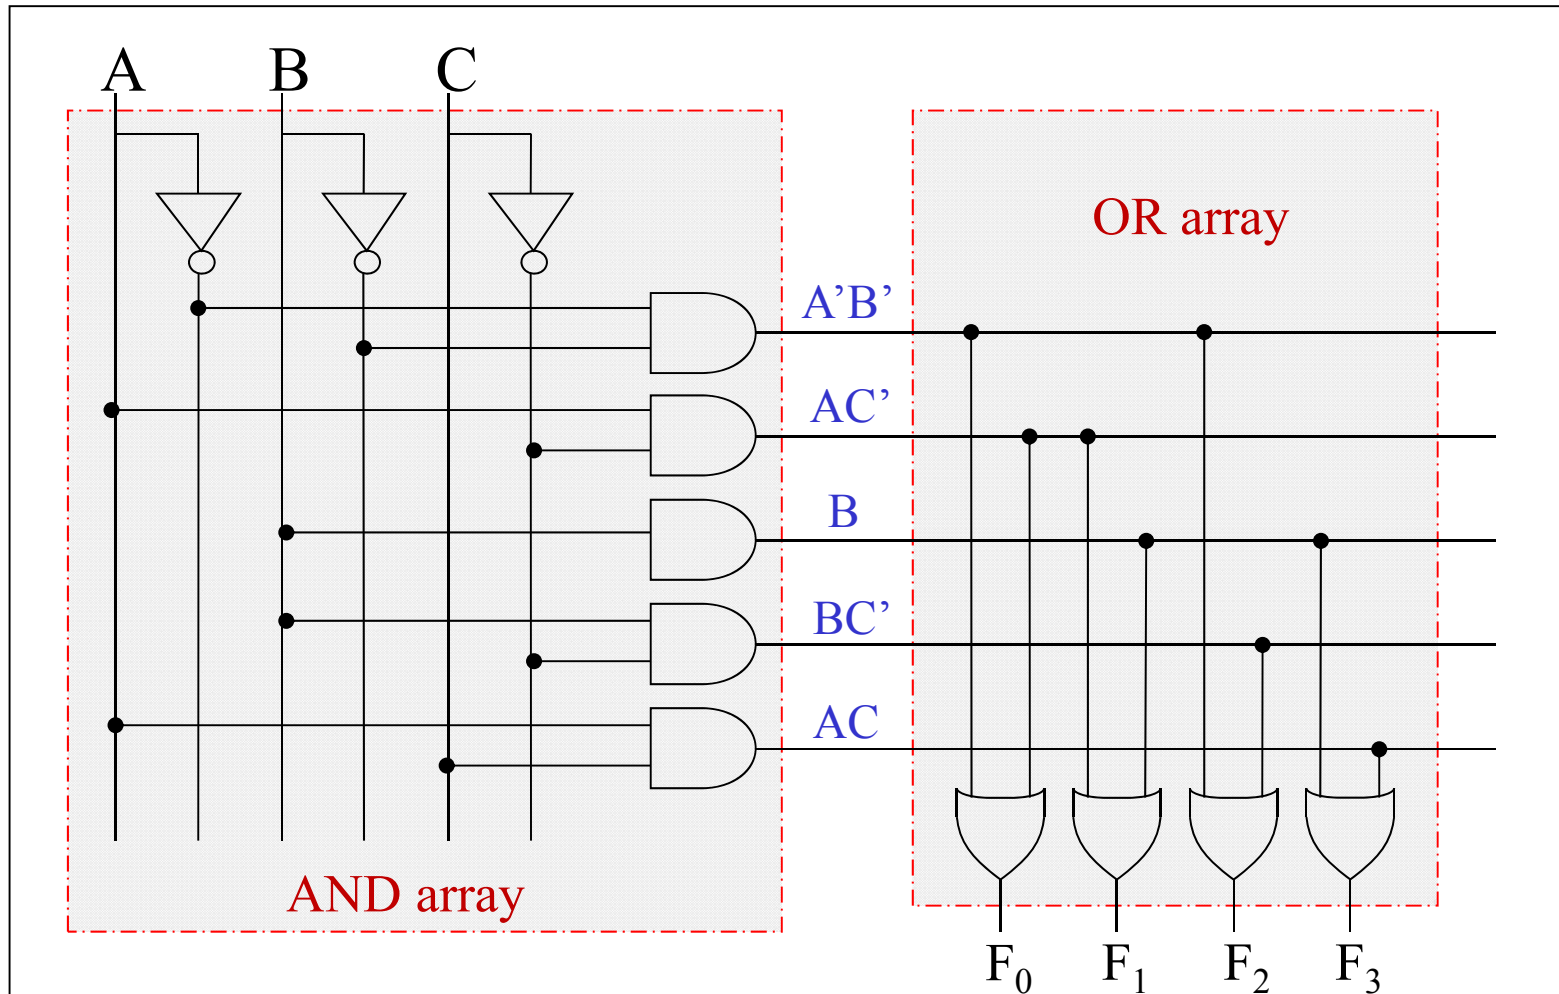 A B C
OR array
A’B’
AC’
B
BC’
AC
AND array
F0 F1 F2 F3